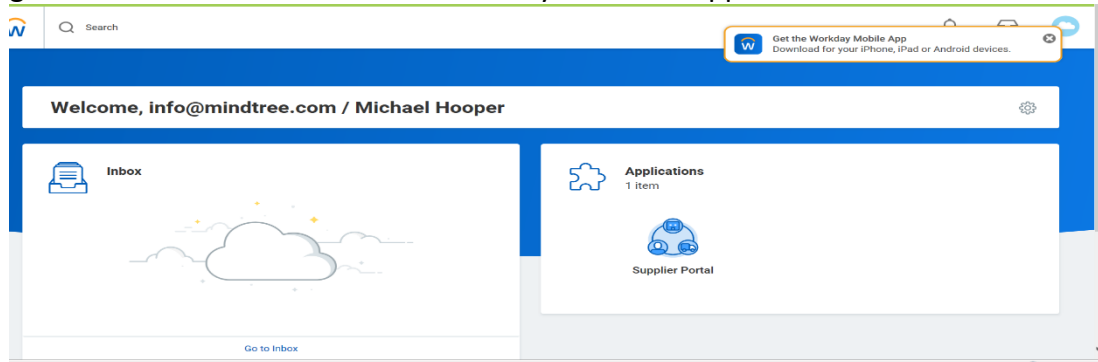 Search
Get the Workday Mobile App
Download for your iPhone, iPad or Android devices.
Welcome, info@mindtree.com / Michael Hooper
Inbox
Go to Inbox
Applications
1 item
Supplier Portal